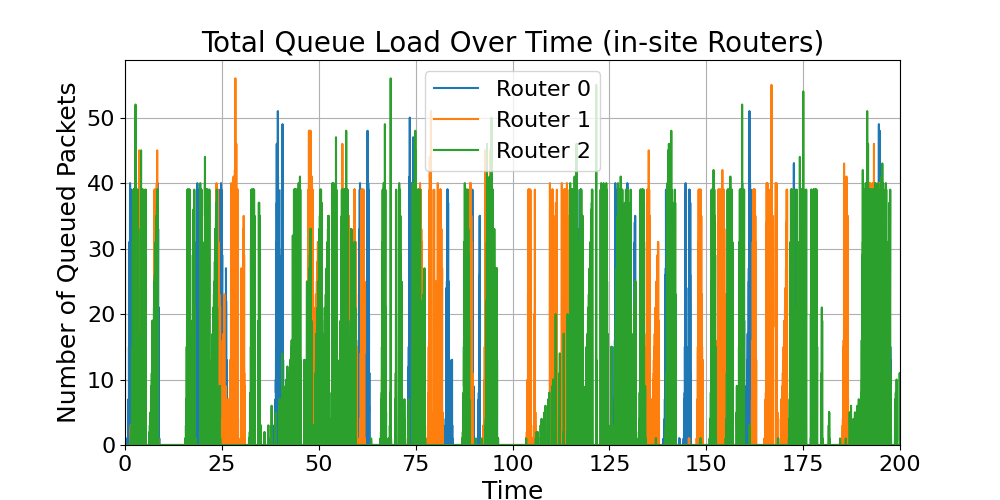 Total Queue Load Over Time (in-site Routers)
Number of Queued Packets
50
40
30
20
10
0
Router 0
Router 1
Router 2
0 25 50 75 100 125 150 175 200
Time